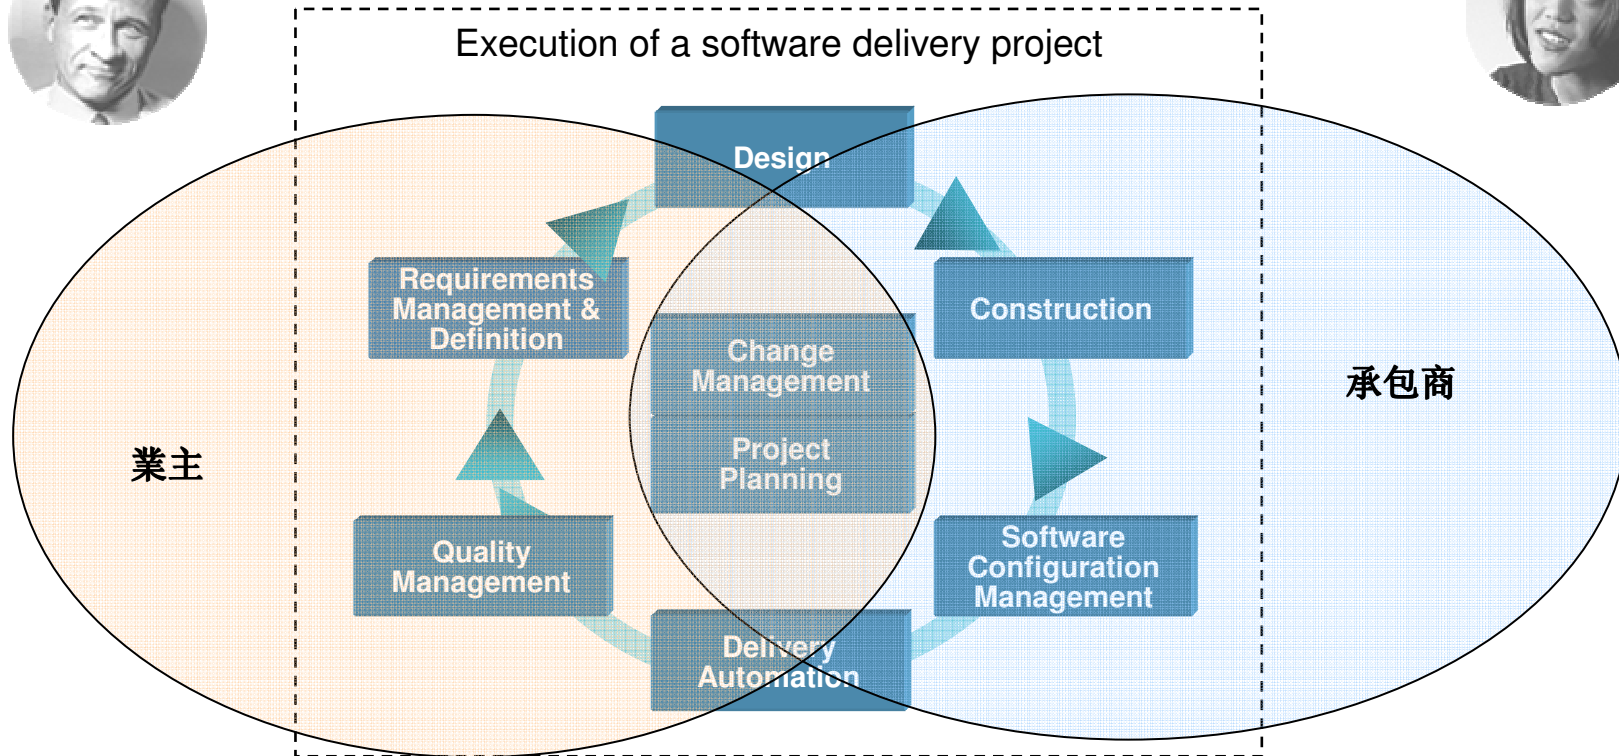 Execution of a software delivery project
Design
Requirements
Management &
Definition
Construction
Change
Management
承包商
業主
Project
Planning
Quality
Management
Software
Configuration
Management
Delivery
Automation